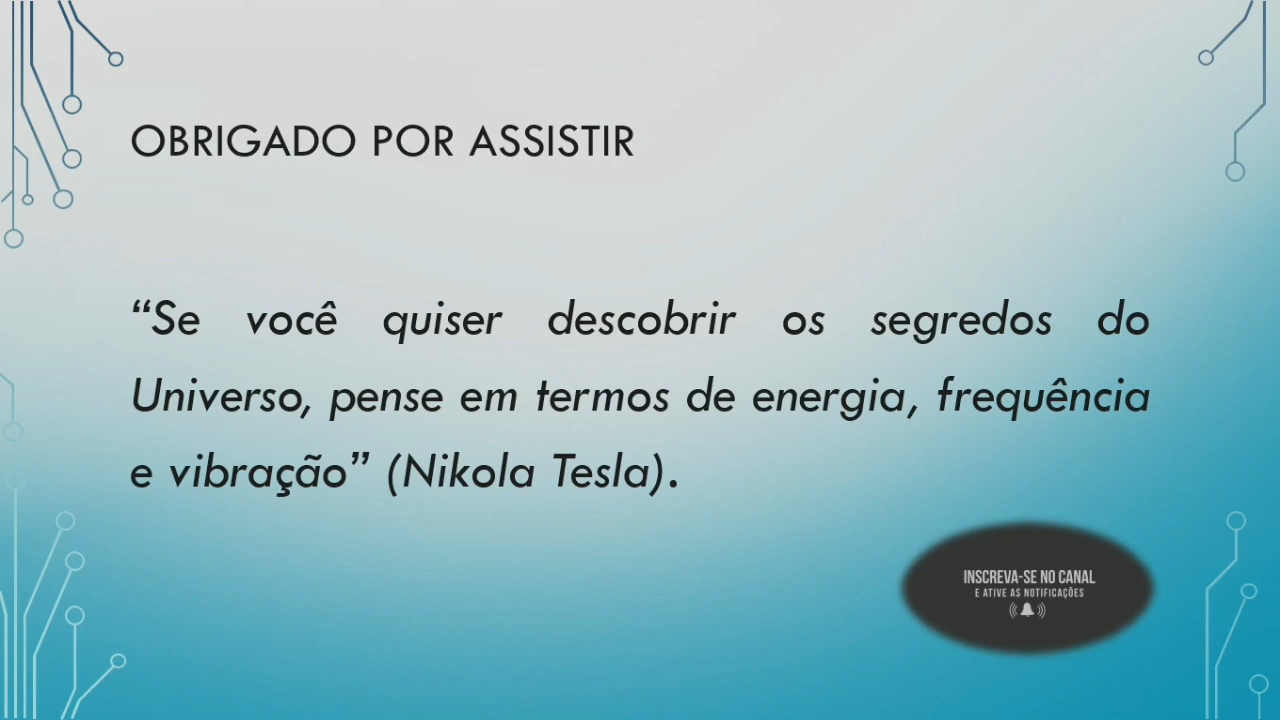 OBRIGADO POR ASSISTIR
“Se você quiser descobrir os segredos do
Universo, pense em termos de energia, frequência
e vibração” (Nikola Tesla).
INSCREVA-SE NO CANAL
E ATIVE AS NOTIFICAÇÕES